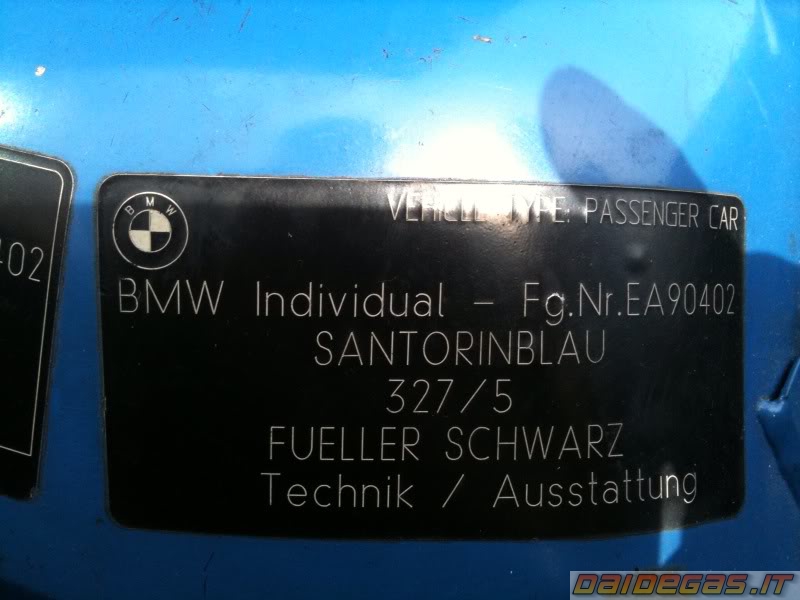 402
BMW
VEHICLE TYPE: PASSENGER CAR
BMW Individual - Fg.Nr.EA90402
SANTORINBLAU
327/5
FUELLER SCHWARZ
Technik / Ausstattung
DAIDEGAS.IT